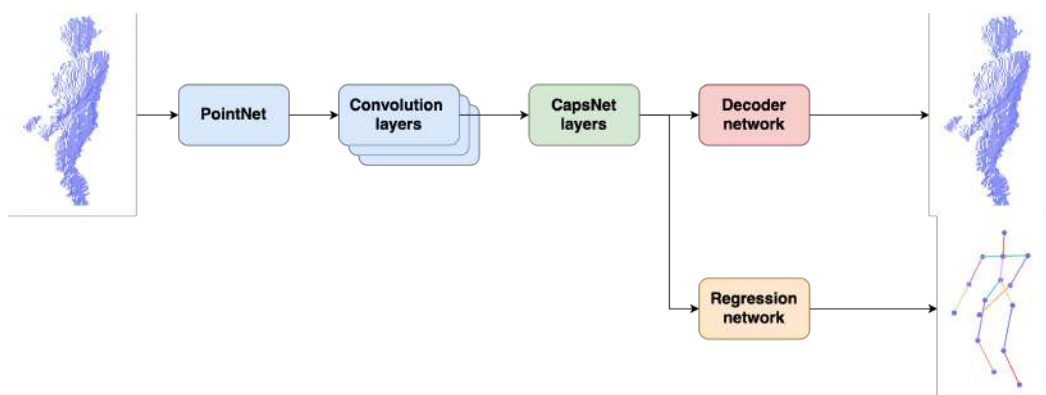 PointNet
Convolution
layers
CapsNet
layers
Decoder
network
Regression
network